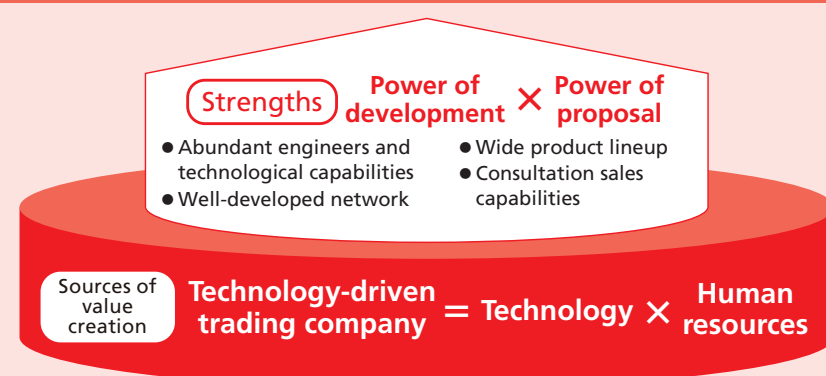 Strengths
Power of
development
×
Power of
proposal
● Abundant engineers and
technological capabilities
● Well-developed network
● Wide product lineup
● Consultation sales
capabilities
Sources of
value
creation
Technology-driven
trading company
= Technology ×
Human
resources